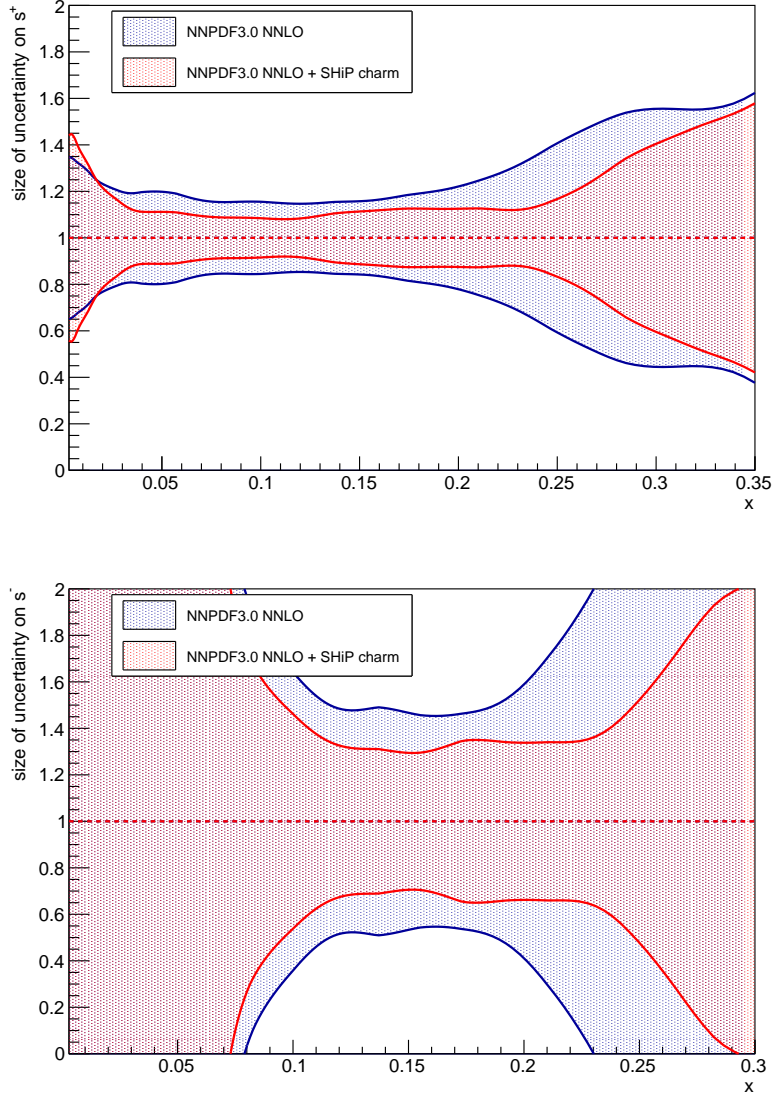 size of uncertainty on s⁺
2
1.8
1.6
1.4
1.2
1
0.8
0.6
0.4
0.2
0
NNPDF3.0 NNLO
NNPDF3.0 NNLO + SHiP charm
0.05 0.1 0.15 0.2 0.25 0.3 0.35
x
size of uncertainty on s⁻
2
1.8
1.6
1.4
1.2
1
0.8
0.6
0.4
0.2
0
NNPDF3.0 NNLO
NNPDF3.0 NNLO + SHiP charm
0.05 0.1 0.15 0.2 0.25 0.3
x